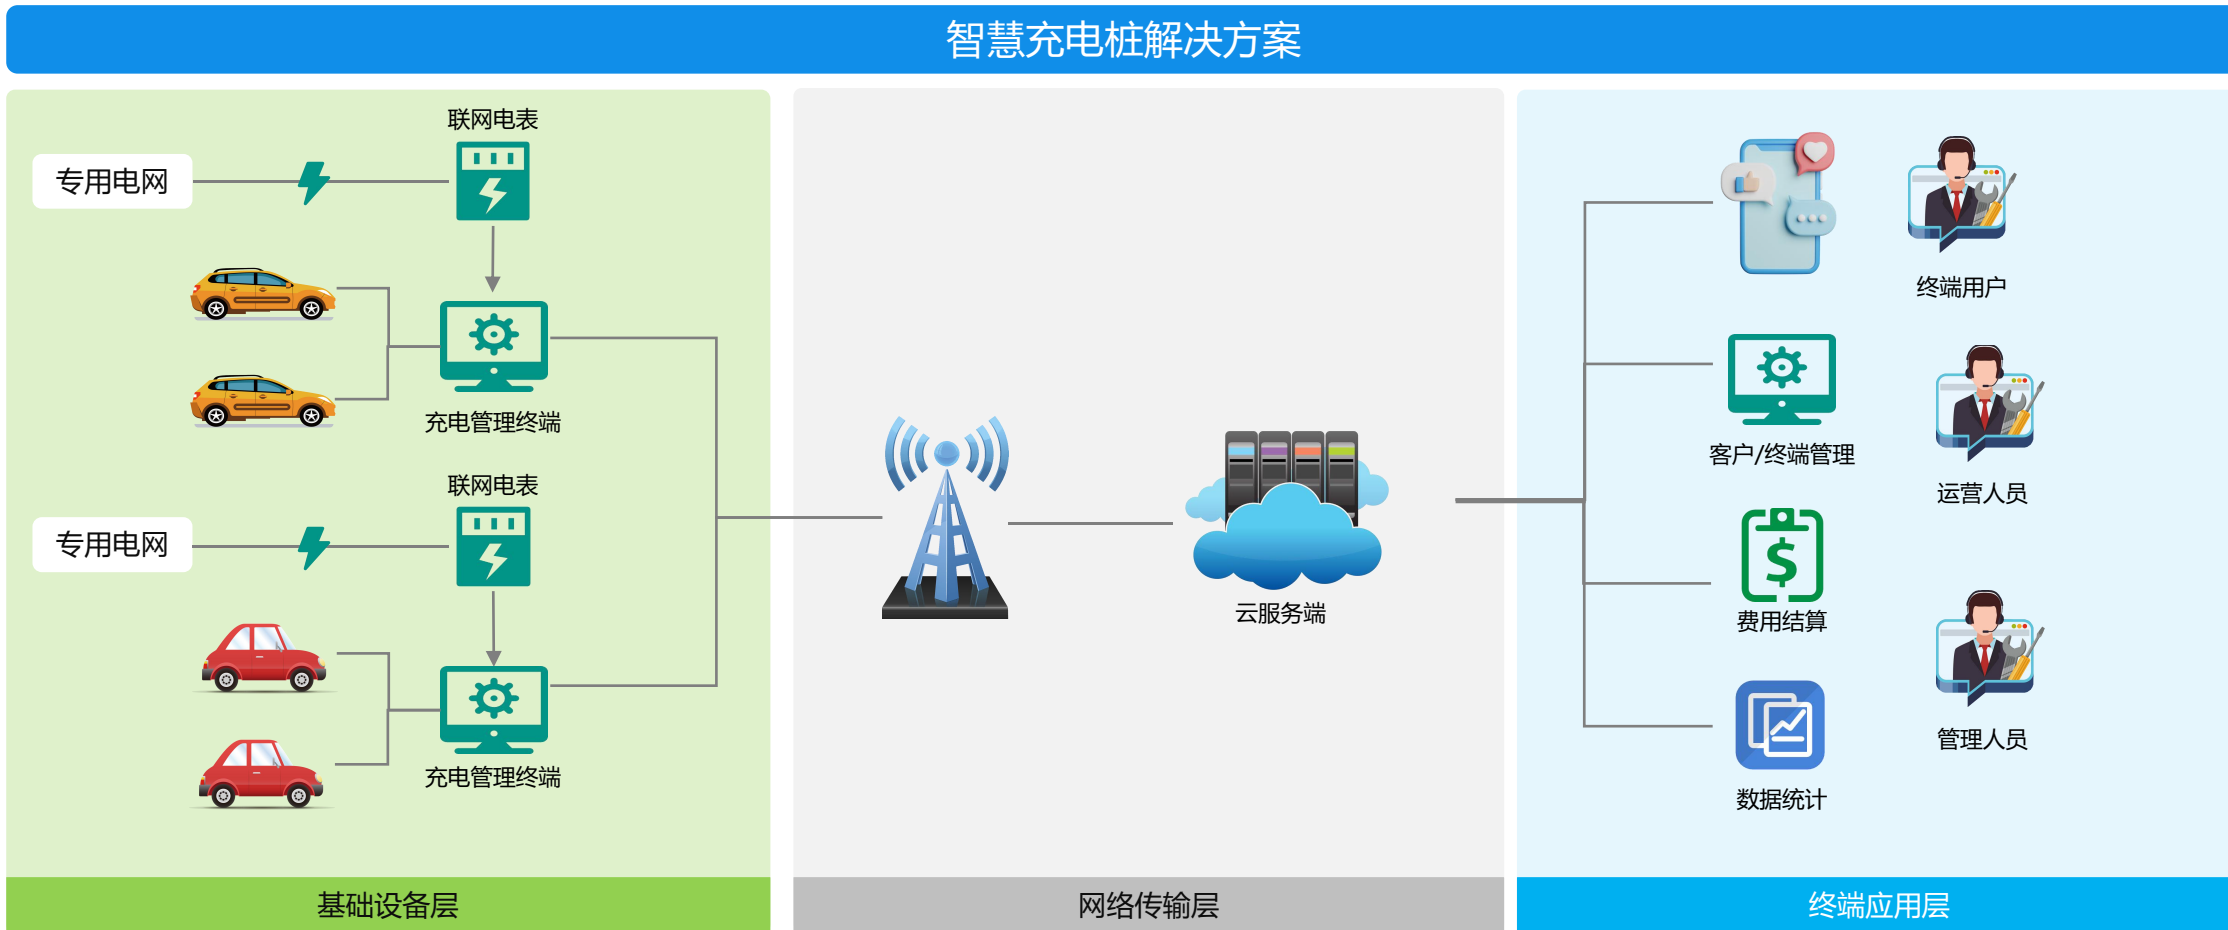 智慧充电桩解决方案
联网电表
专用电网
充电管理终端
联网电表
专用电网
充电管理终端
基础设备层
云服务端
网络传输层
终端用户
客户/终端管理
运营人员
费用结算
管理人员
数据统计
终端应用层